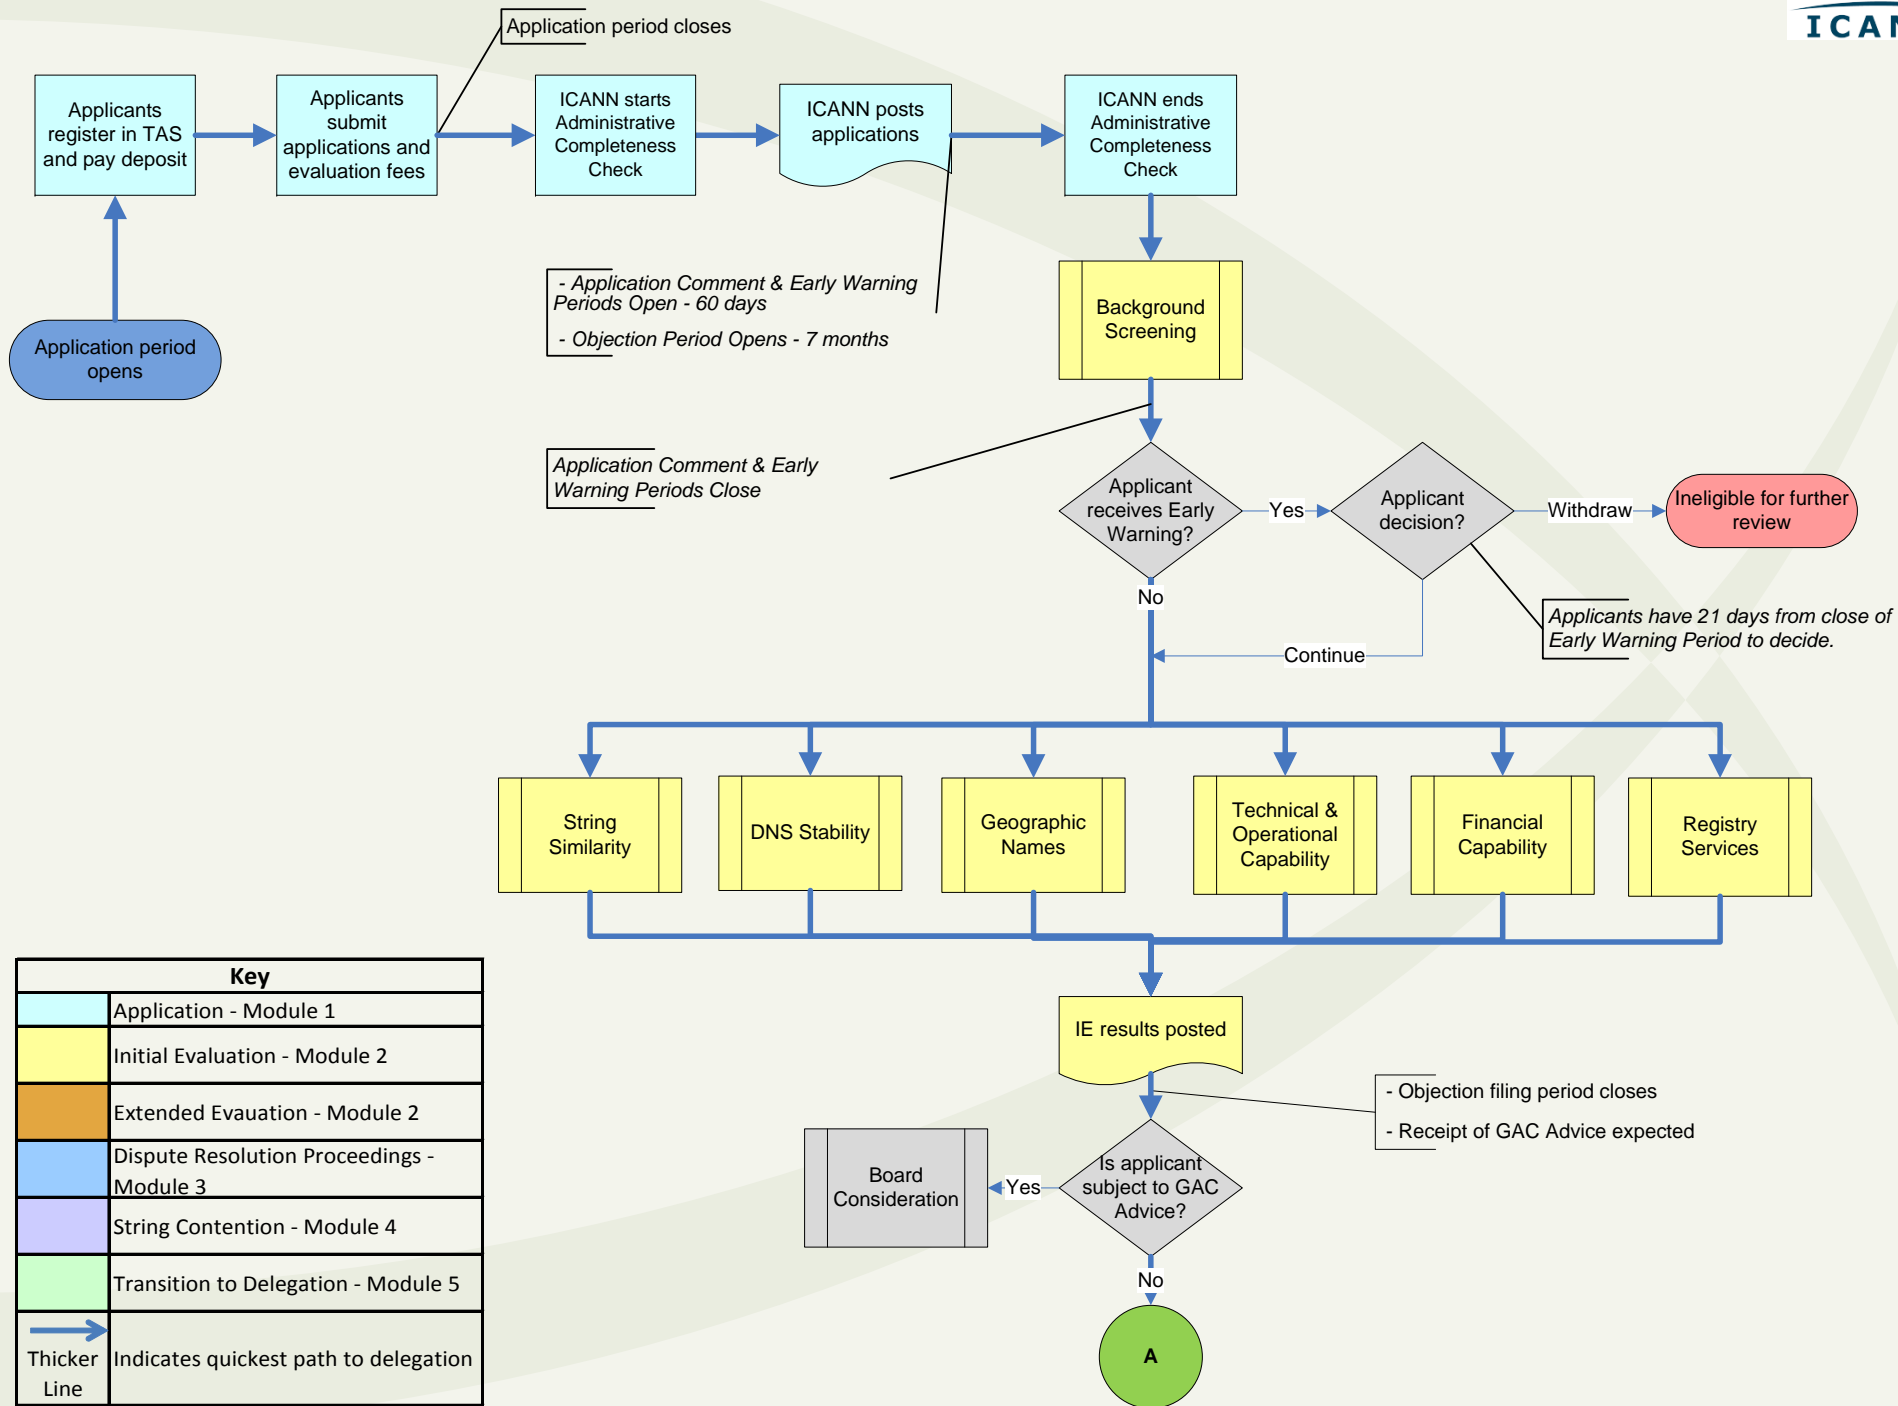 Application period closes
ICAN
Applicants
register in TAS
and pay deposit
Applicants
submit
applications and
evaluation fees
ICANN starts
Administrative
Completeness
Check
ICANN posts
applications
ICANN ends
Administrative
Completeness
Check
- Application Comment & Early Warning
Periods Open - 60 days
- Objection Period Opens - 7 months
Application period
opens
Background
Screening
Application Comment & Early
Warning Periods Close
Applicant
receives Early
Warning?
Yes
Applicant
decision?
Withdraw
Ineligible for further
review
No
Applicants have 21 days from close of
Early Warning Period to decide.
Continue
String
Similarity
DNS Stability
Geographic
Names
Technical &
Operational
Capability
Financial
Capability
Registry
Services
IE results posted
- Objection filing period closes
- Receipt of GAC Advice expected
Is applicant
subject to GAC
Advice?
Yes
Board
Consideration
No
A
Key
Application - Module 1
Initial Evaluation - Module 2
Extended Evauation - Module 2
Dispute Resolution Proceedings -
Module 3
String Contention - Module 4
Transition to Delegation - Module 5
Thicker
Line
Indicates quickest path to delegation